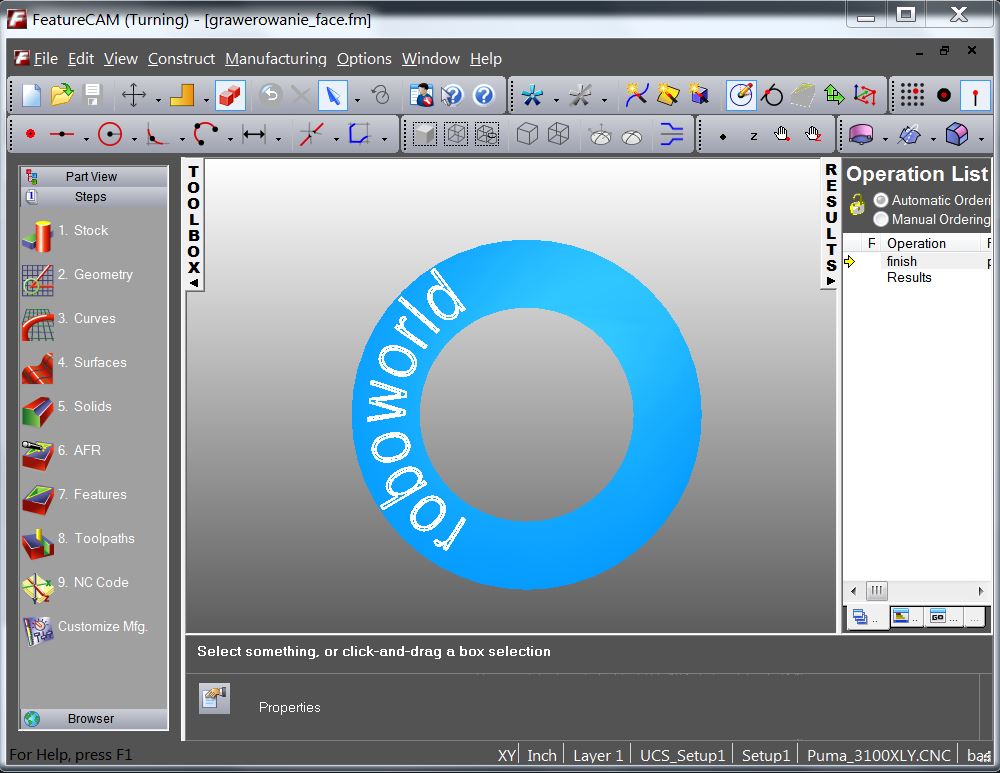 FeatureCAM (Turning) - [grawerowanie_face.fm]
File Edit View Construct Manufacturing Options Window Help
Part View
Steps
1. Stock
2. Geometry
3. Curves
4. Surfaces
5. Solids
6. AFR
7. Features
8. Toolpaths
9. NC Code
Customize Mfg.
Browser
TOOLBOX
roboworld
RESULTS
Operation List
Automatic Orderi
Manual Ordering
F Operation
finish
Results
GO
Select something, or click-and-drag a box selection
Properties
For Help, press F1 XY Inch Layer 1 UCS_Setup1 Setup1 Puma_3100XLY.CNC